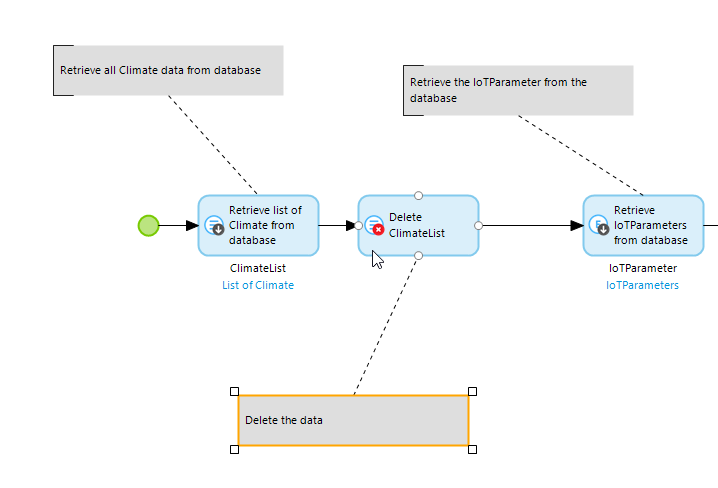 Retrieve all Climate data from database
Retrieve the IoTParameter from the
database
Retrieve list of
Climate from
database
ClimateList
List of Climate
Delete
ClimateList
Retrieve
IoTParameters
from database
IoTParameter
IoTParameters
Delete the data